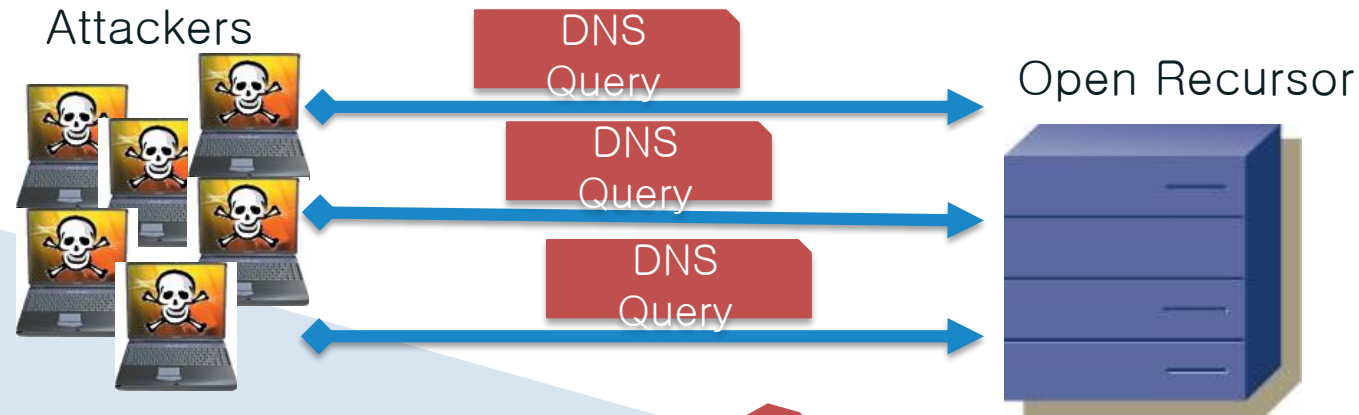 Attackers
DNS
Query
Open Recursor
DNS
Query
DNS
Query